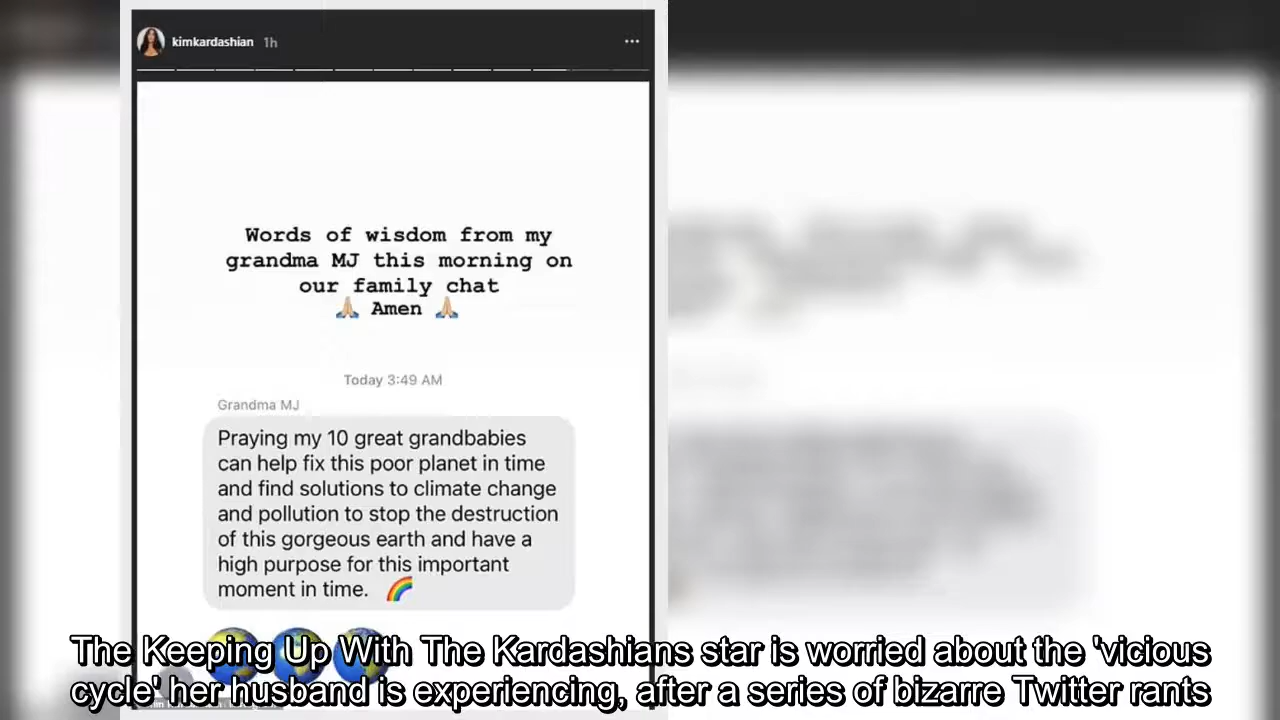 kimkardashian 1h
Words of wisdom from my
grandma MJ this morning on
our family chat
🙏🏼 Amen 🙏🏼
Today 3:49 AM
Grandma MJ
Praying my 10 great grandbabies
can help fix this poor planet in time
and find solutions to climate change
and pollution to stop the destruction
of this gorgeous earth and have a
high purpose for this important
moment in time. 🌈
The Keeping Up With The Kardashians star is worried about the 'vicious
cycle' her husband is experiencing, after a series of bizarre Twitter rants